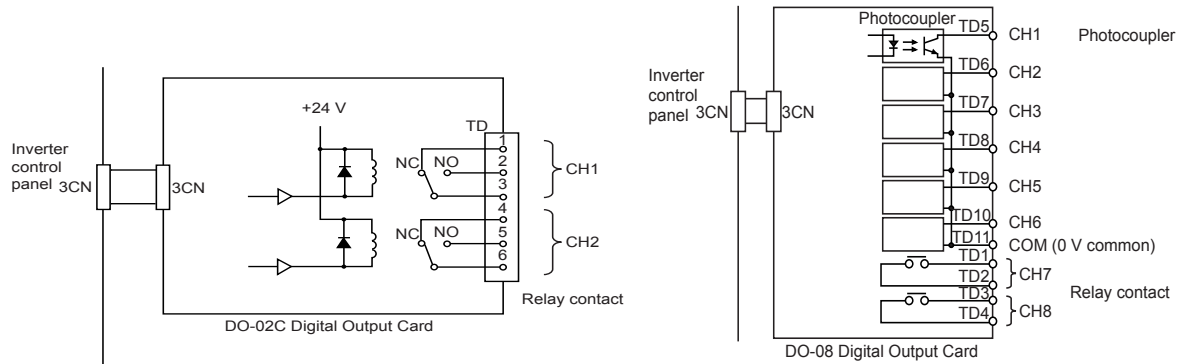 +24 V
TD
1
Inverter
control
panel 3CN
3CN
NC NO
2
3
CH1
4
NC NO
5
6
CH2
Relay contact
DO-02C Digital Output Card
Photocoupler
TD5
CH1
Photocoupler
TD6
CH2
Inverter
control
panel 3CN
3CN
TD7
CH3
TD8
CH4
TD9
CH5
TD10
CH6
TD11
COM (0 V common)
TD1
TD2
CH7
Relay contact
TD3
TD4
CH8
DO-08 Digital Output Card